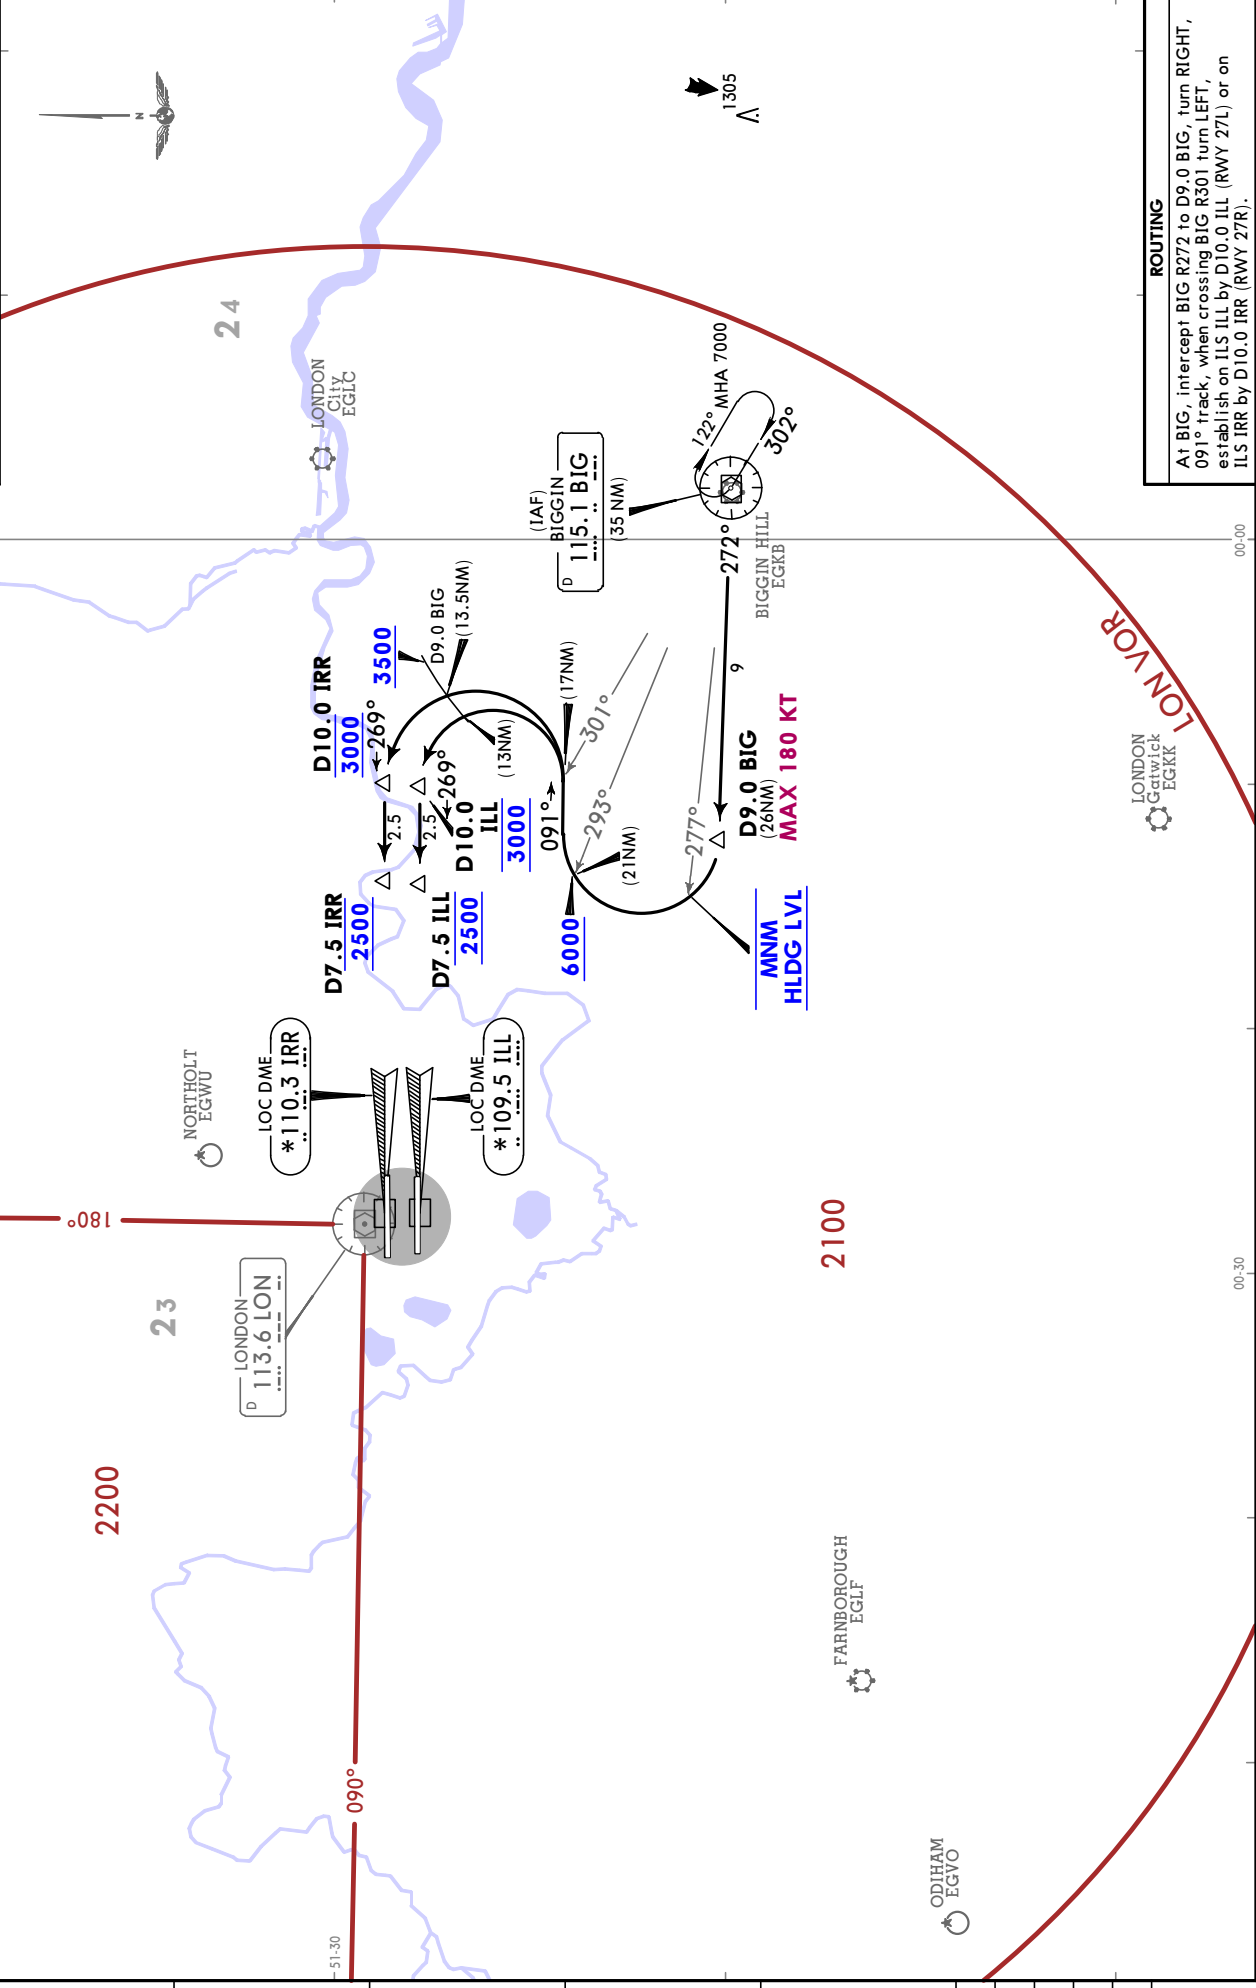 N
1305
24
LONDON
City
EGLC
(IAF)
BIGGIN
D 115.1 BIG
(35 NM)
122°
MHA 7000
302°
BIGGIN HILL
EGKB
272°
9
D9.0 BIG
(26NM)
MAX 180 KT
277°
293°
301°
MNM
HLDG LVL
(21NM)
6000
091°
(17NM)
D9.0 BIG
(13.5NM)
(13NM)
3500
D10.0 IRR
3000
269°
2.5
D7.5 IRR
2500
269°
D10.0
ILL
3000
2.5
D7.5 ILL
2500
NORTHOLT
EGWU
LOC DME
*110.3 IRR
LOC DME
*109.5 ILL
180°
LONDON
D 113.6 LON
23
2200
2100
090°
51-30
00-30
00-00
LON VOR
LONDON
Gatwick
EGKK
FARNBOROUGH
EGLF
ODIHAM
EGVO
ROUTING
At BIG, intercept BIG R272 to D9.0 BIG, turn RIGHT,
091° track, when crossing BIG R301 turn LEFT,
establish on ILS ILL by D10.0 ILL (RWY 27L) or on
ILS IRR by D10.0 IRR (RWY 27R).